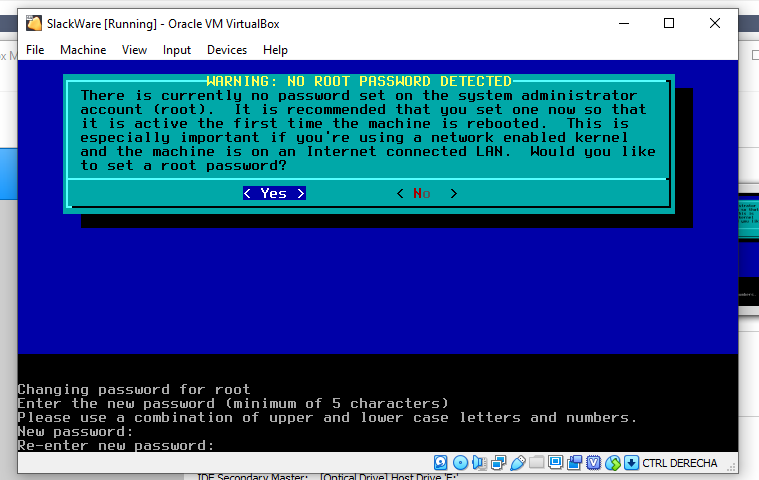 SlackWare [Running] - Oracle VM VirtualBox
File Machine View Input Devices Help
WARNING: NO ROOT PASSWORD DETECTED
There is currently no password set on the system administrator
account (root).  It is recommended that you set one now so that
it is active the first time the machine is rebooted.  This is
especially important if you're using a network enabled kernel
and the machine is on an Internet connected LAN.  Would you like
to set a root password?
< Yes > < No >
Changing password for root
Enter the new password (minimum of 5 characters)
Please use a combination of upper and lower case letters and numbers.
New password:
Re-enter new password:
CTRL DERECHA
IDE Secondary Master: [Optical Drive] Host Drive 'E:'